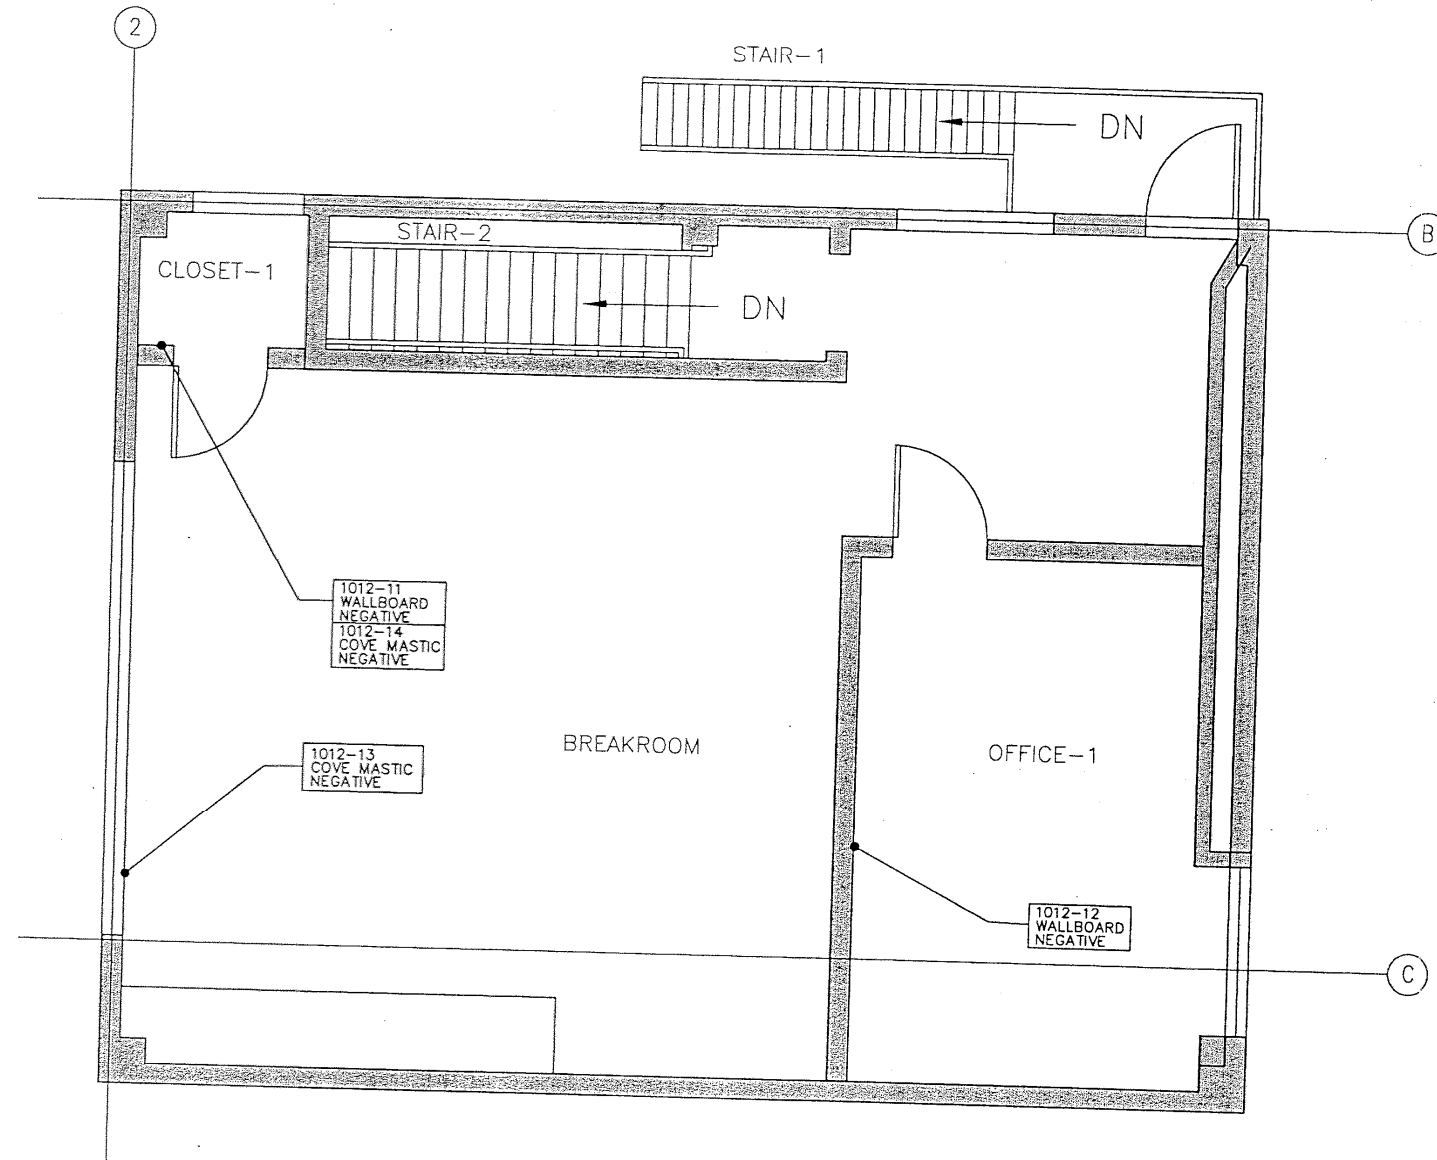 2
STAIR-1
DN
B
STAIR-2
CLOSET-1
DN
1012-11
WALLBOARD
NEGATIVE
1012-14
COVE MASTIC
NEGATIVE
BREAKROOM
OFFICE-1
1012-13
COVE MASTIC
NEGATIVE
1012-12
WALLBOARD
NEGATIVE
C